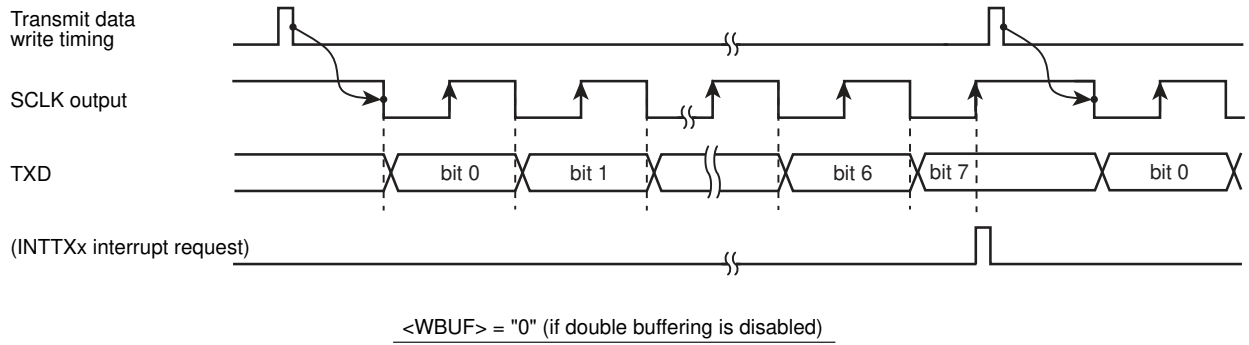 Transmit data
write timing
SCLK output
TXD
bit 0
bit 1
bit 6
bit 7
bit 0
(INTTXx interrupt request)
<WBUF> = "0" (if double buffering is disabled)